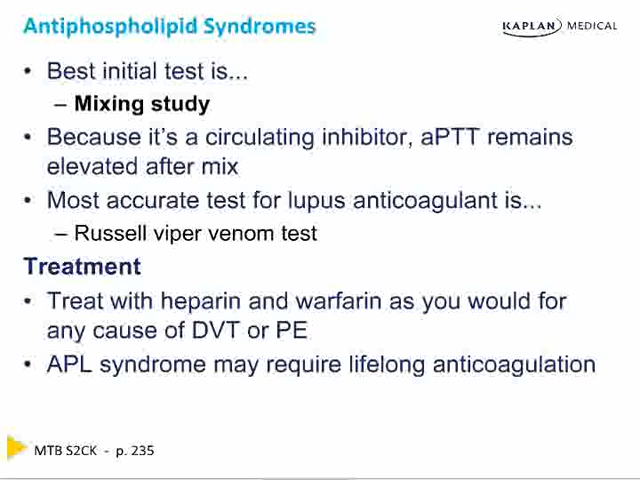 Antiphospholipid Syndromes
KAPLAN MEDICAL
• Best initial test is...
– Mixing study
• Because it's a circulating inhibitor, aPTT remains
elevated after mix
• Most accurate test for lupus anticoagulant is...
– Russell viper venom test
Treatment
• Treat with heparin and warfarin as you would for
any cause of DVT or PE
• APL syndrome may require lifelong anticoagulation
MTB S2CK - p. 235